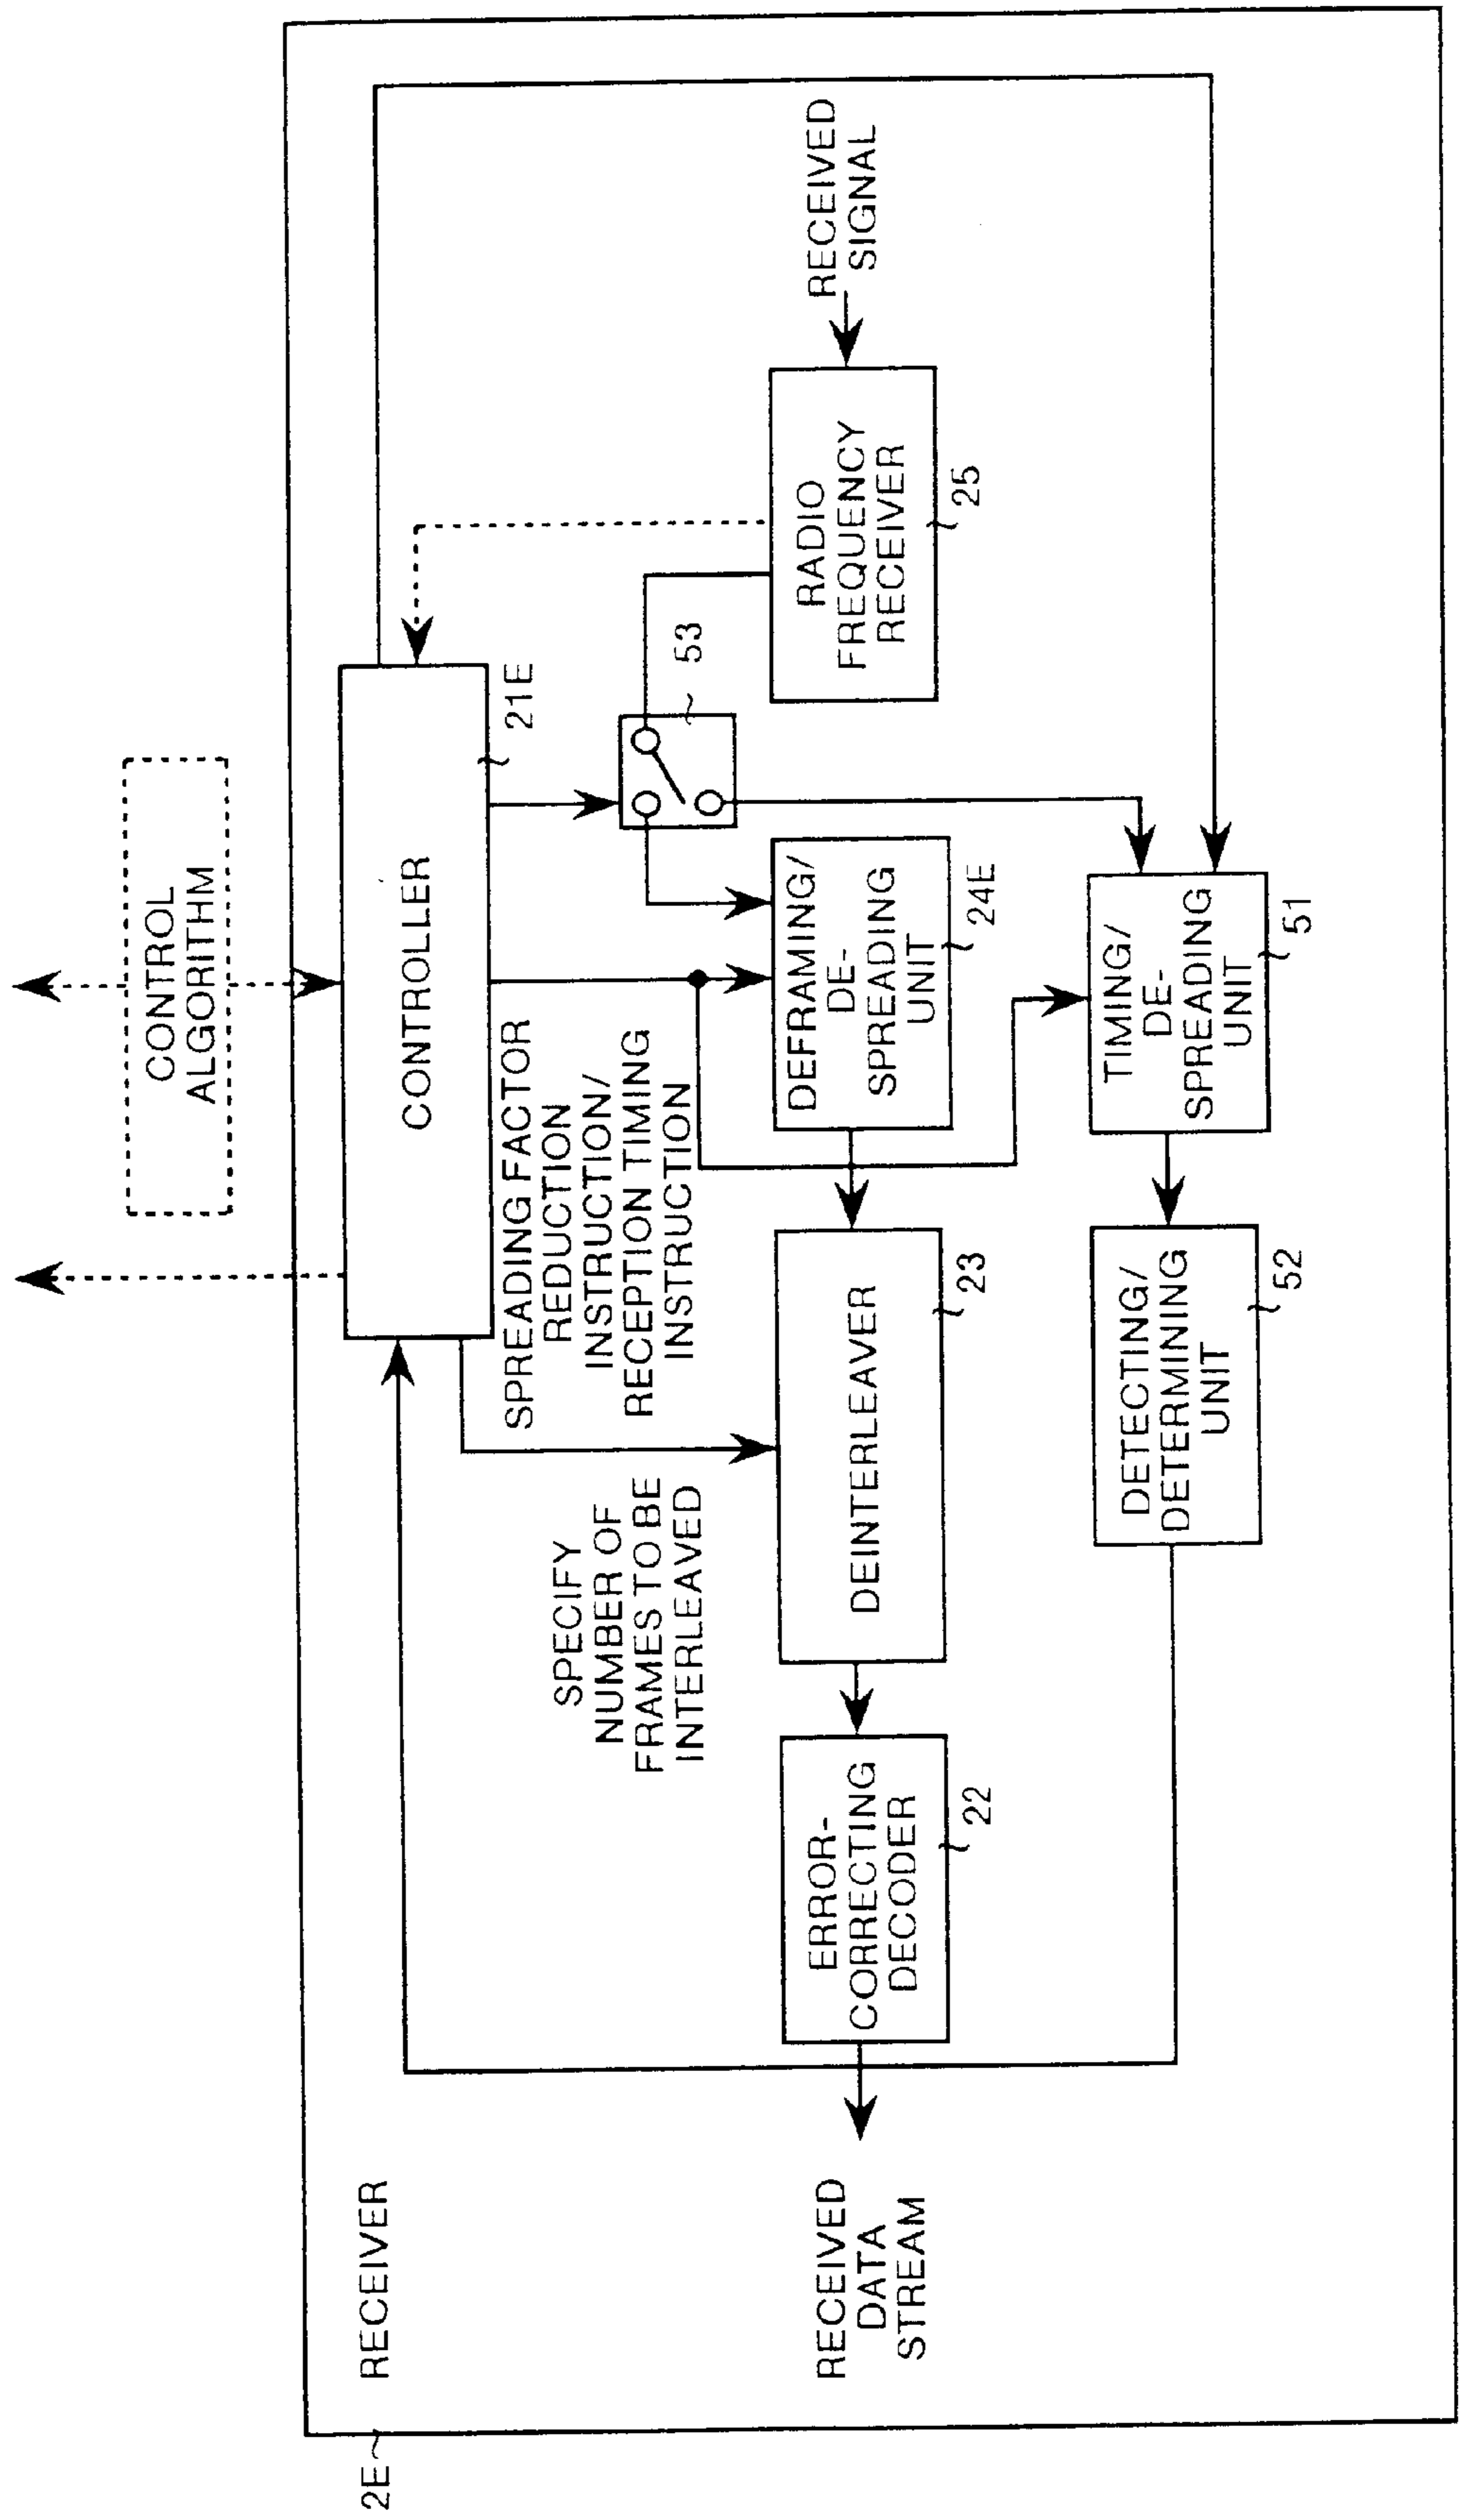 CONTROL
ALGORITHM
2E
RECEIVER
CONTROLLER
21E
SPREADING FACTOR
REDUCTION
INSTRUCTION/
RECEPTION TIMING
INSTRUCTION
SPECIFY
NUMBER OF
FRAMES TO BE
INTERLEAVED
53
RECEIVED
DATA
STREAM
ERROR-
CORRECTING
DECODER
22
DEINTERLEAVER
23
DEFRAMING/
DE-
SPREADING
UNIT
24E
RADIO
FREQUENCY
RECEIVER
25
RECEIVED
SIGNAL
DETECTING/
DETERMINING
UNIT
52
TIMING/
DE-
SPREADING
UNIT
51